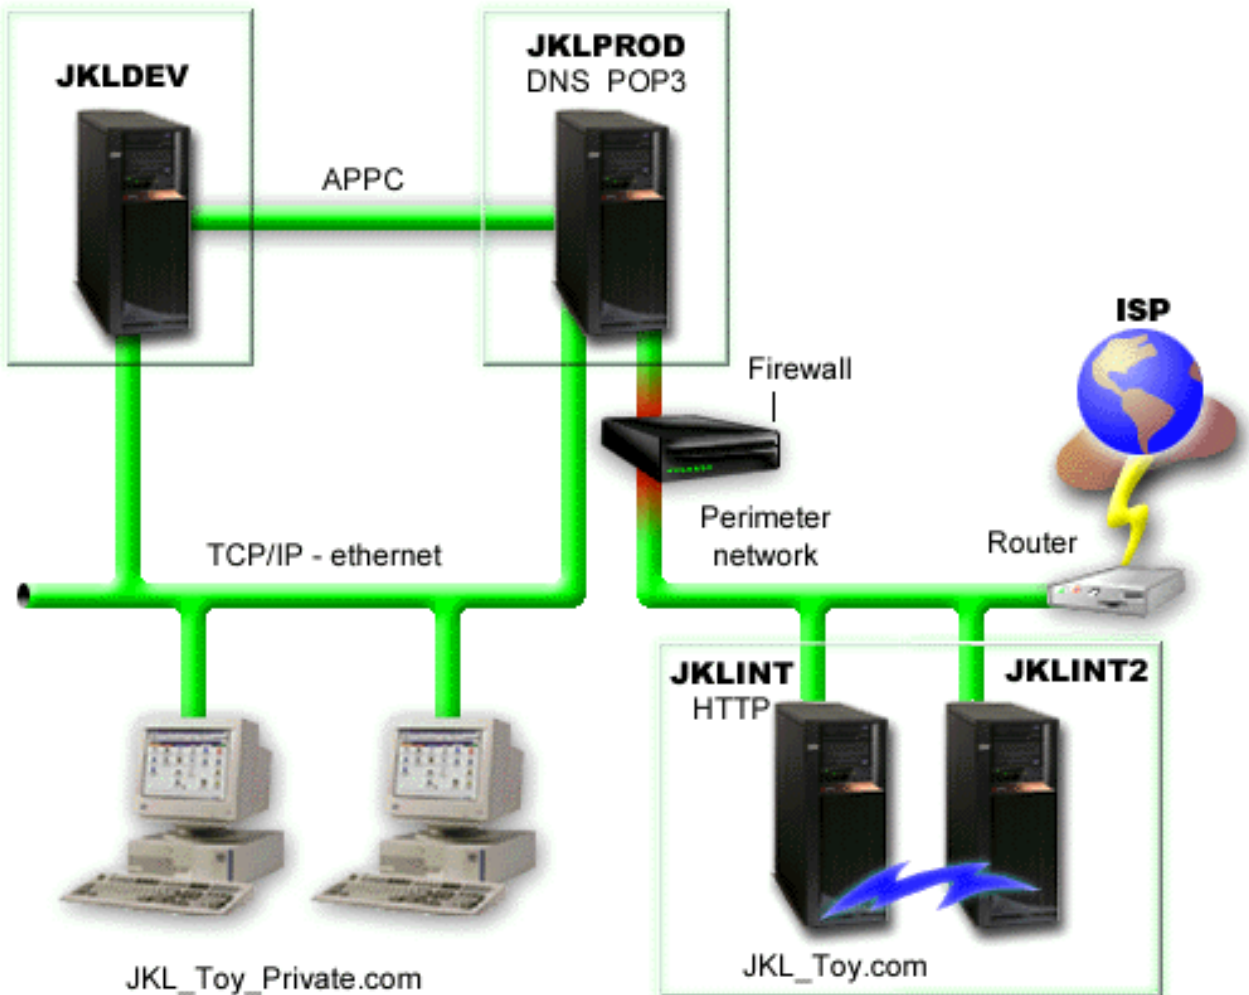 JKLDEV
JKLPROD
DNS POP3
APPC
ISP
Firewall
Perimeter
network
TCP/IP - ethernet
Router
JKLINT
HTTP
JKLINT2
JKL_Toy_Private.com
JKL_Toy.com